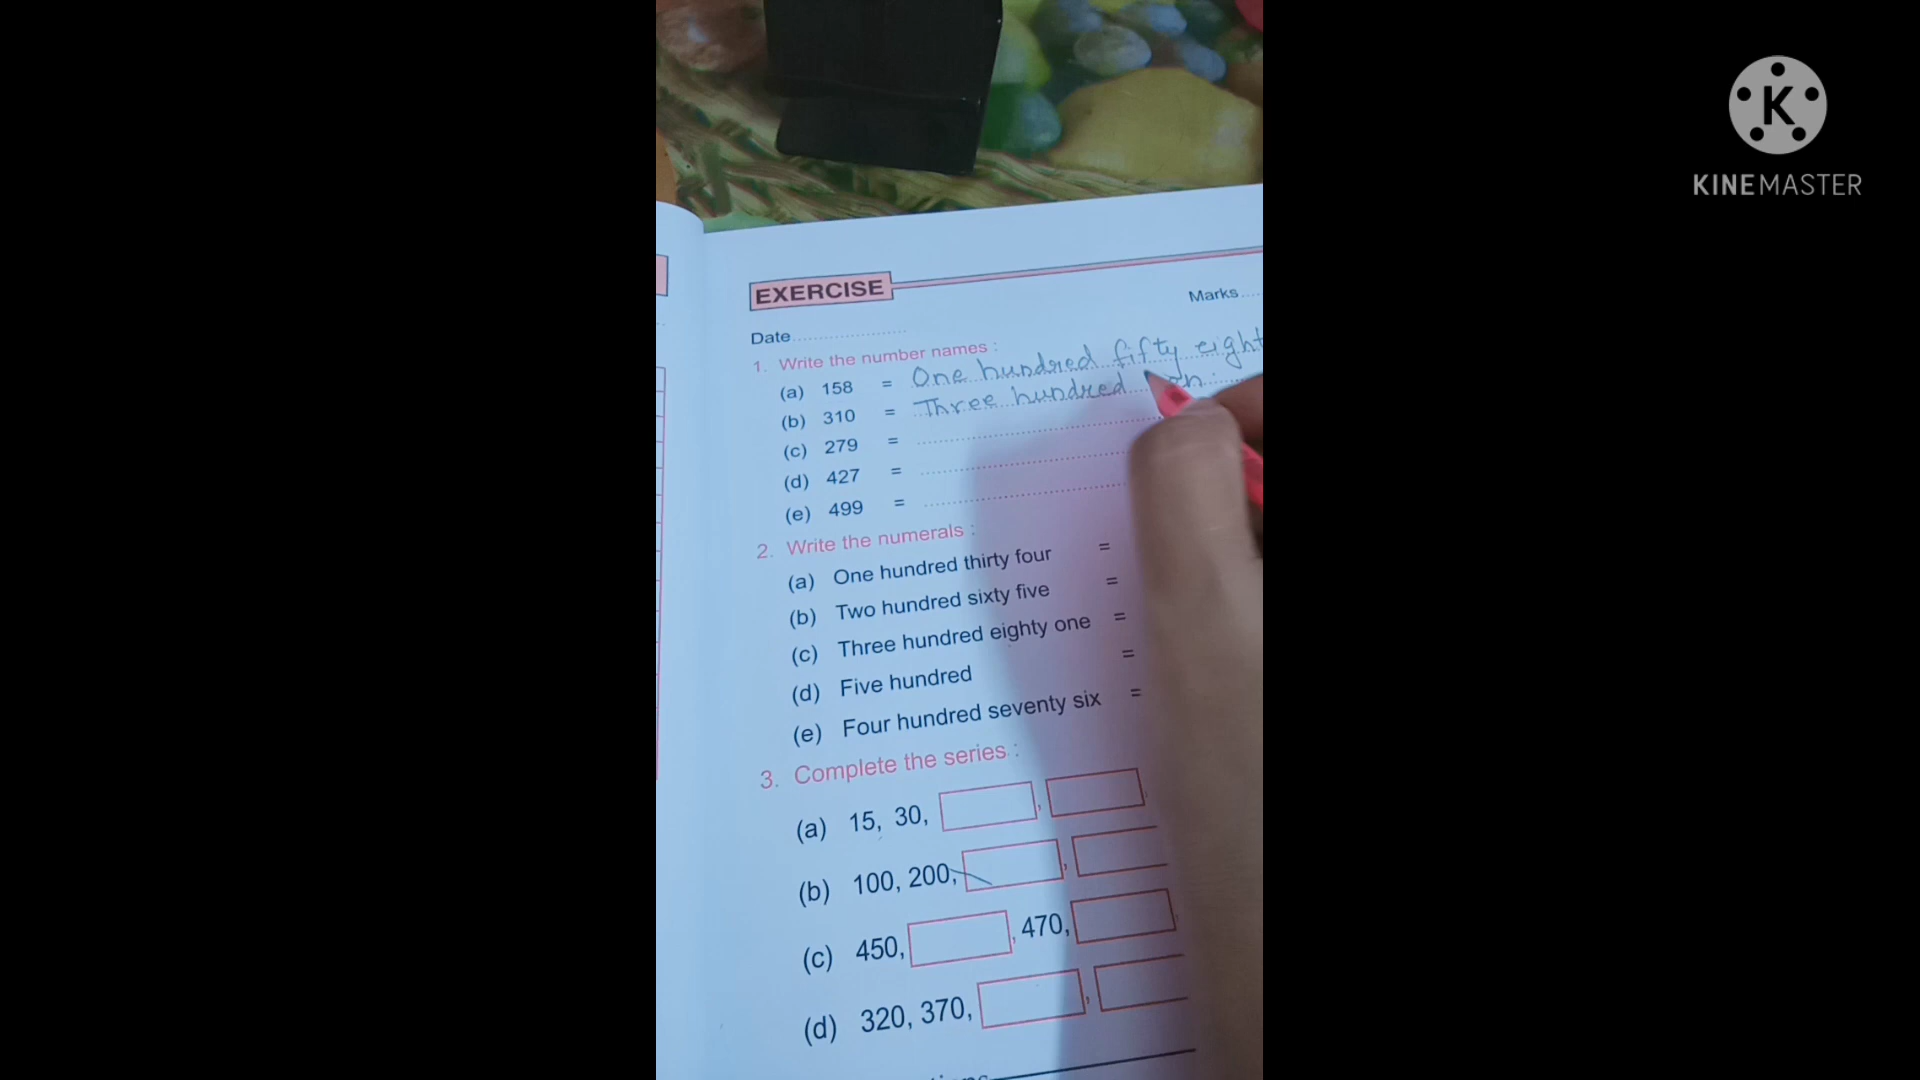 KINEMASTER
EXERCISE
Marks....
Date....................
1. Write the number names :
(a) 158 = One hundred fifty eight
(b) 310 = Three hundred
(c) 279 =
(d) 427 =
(e) 499 =
2. Write the numerals :
(a) One hundred thirty four =
(b) Two hundred sixty five =
(c) Three hundred eighty one =
(d) Five hundred =
(e) Four hundred seventy six =
3. Complete the series :
(a) 15, 30, ,
(b) 100, 200, ,
(c) 450, , 470, ,
(d) 320, 370, ,